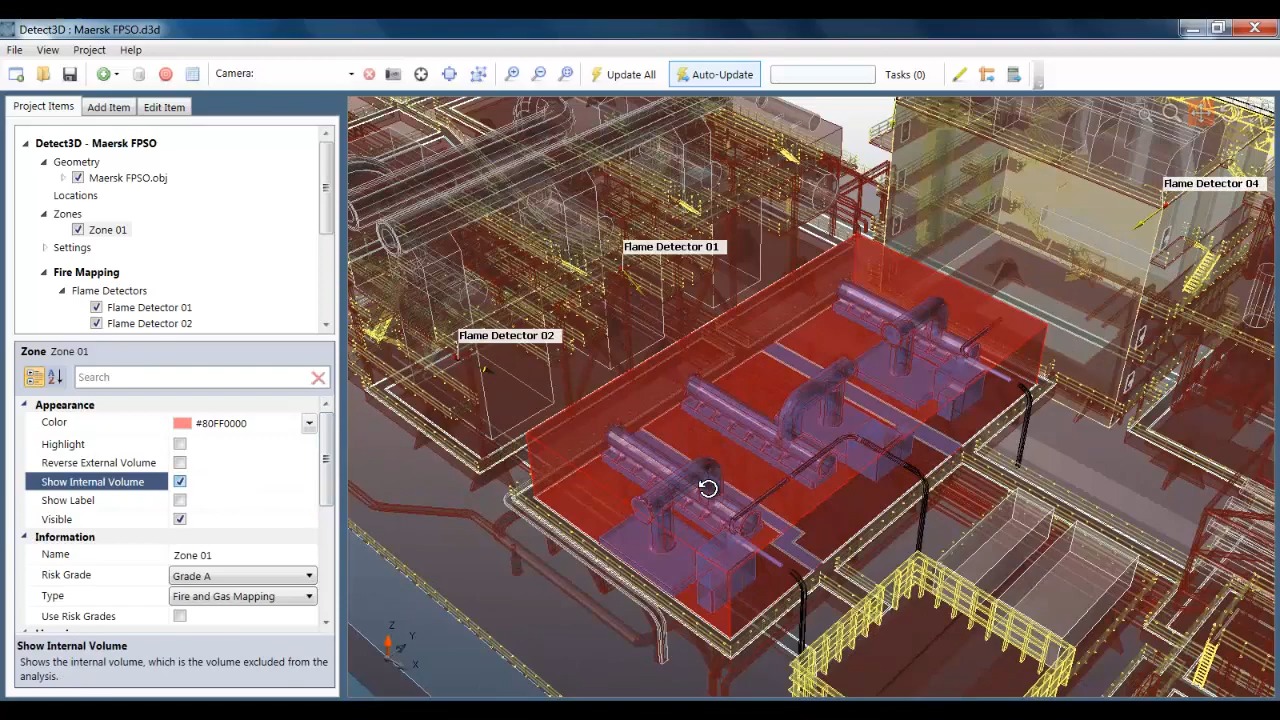 Detect3D : Maersk FPSO.d3d
File View Project Help
Camera:
Update All
Auto-Update
Tasks (0)
Project Items Add Item Edit Item
Detect3D - Maersk FPSO
Geometry
Maersk FPSO.obj
Locations
Zones
Zone 01
Settings
Fire Mapping
Flame Detectors
Flame Detector 01
Flame Detector 02
Zone Zone 01
Search
Appearance
Color #80FF0000
Highlight
Reverse External Volume
Show Internal Volume
Show Label
Visible
Information
Name Zone 01
Risk Grade Grade A
Type Fire and Gas Mapping
Use Risk Grades
Show Internal Volume
Shows the internal volume, which is the volume excluded from the
analysis.
Flame Detector 04
Flame Detector 01
Flame Detector 02
Z
Y
X